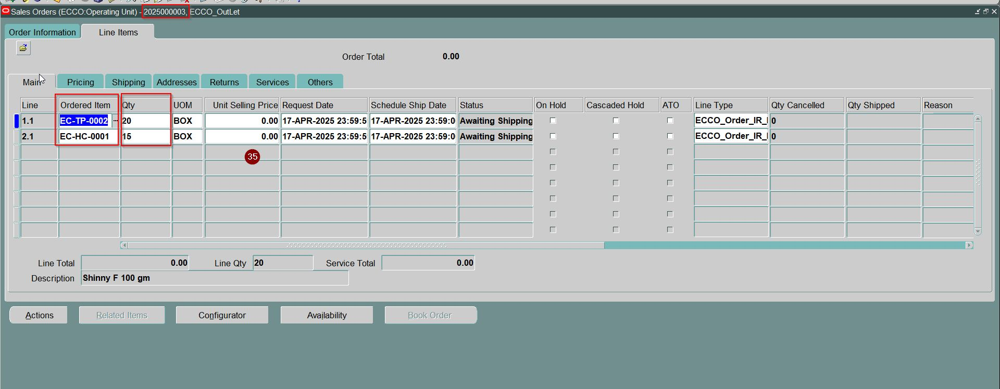 Sales Orders (ECCO:Operating Unit) - 2025000003, ECCO_OutLet
Order Information Line Items
Order Total 0.00
Main Pricing Shipping Addresses Returns Services Others
Line Ordered Item Qty UOM Unit Selling Price Request Date Schedule Ship Date Status On Hold Cascaded Hold ATO Line Type Qty Cancelled Qty Shipped Reason
1.1 EC-TP-0002 ... 20 BOX 0.00 17-APR-2025 23:59:5 17-APR-2025 23:59:0 Awaiting Shipping ECCO_Order_IR_ 0
2.1 EC-HC-0001 15 BOX 0.00 17-APR-2025 23:59:5 17-APR-2025 23:59:0 Awaiting Shipping ECCO_Order_IR_ 0
35
Line Total 0.00 Line Qty 20 Service Total 0.00
Description Shinny F 100 gm
Actions Related Items Configurator Availability Book Order